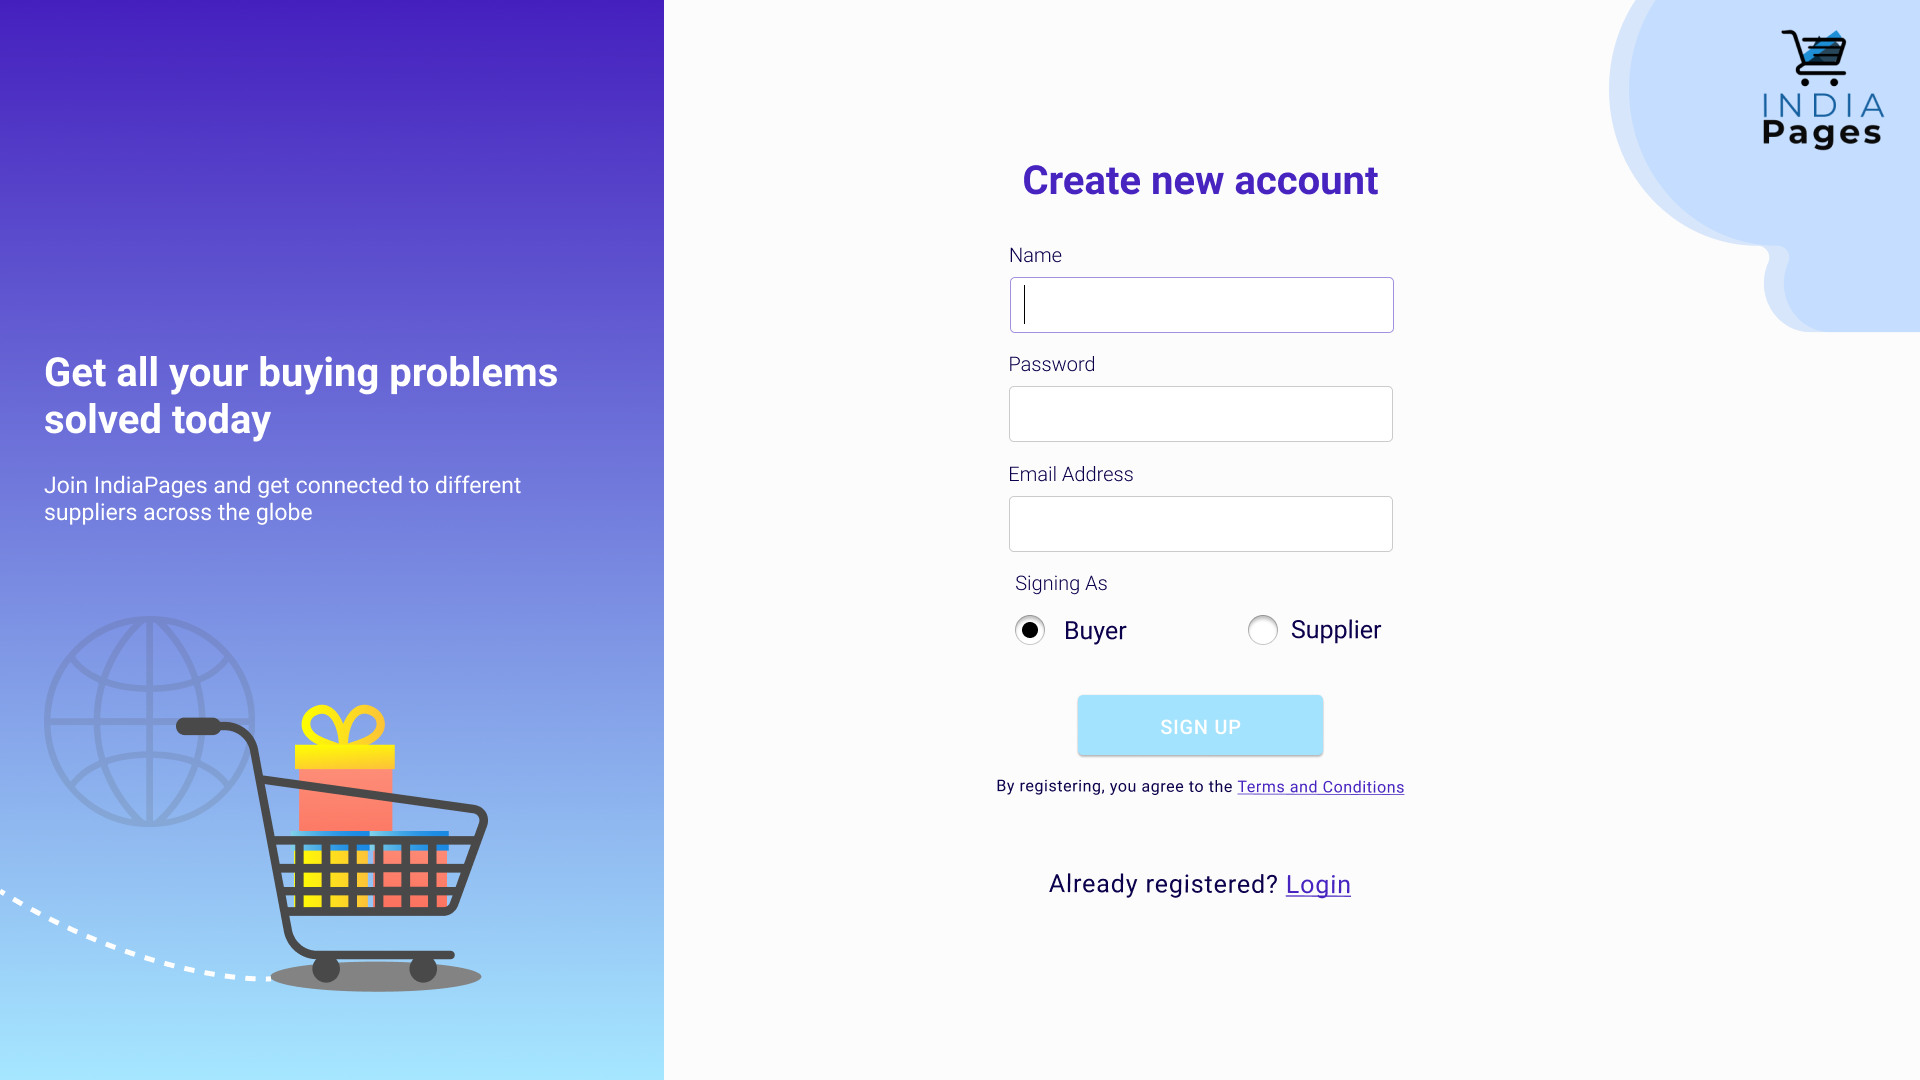 INDIA
Pages
Get all your buying problems
solved today
Join IndiaPages and get connected to different
suppliers across the globe
Create new account
Name
Password
Email Address
Signing As
Buyer
Supplier
SIGN UP
By registering, you agree to the Terms and Conditions
Already registered? Login